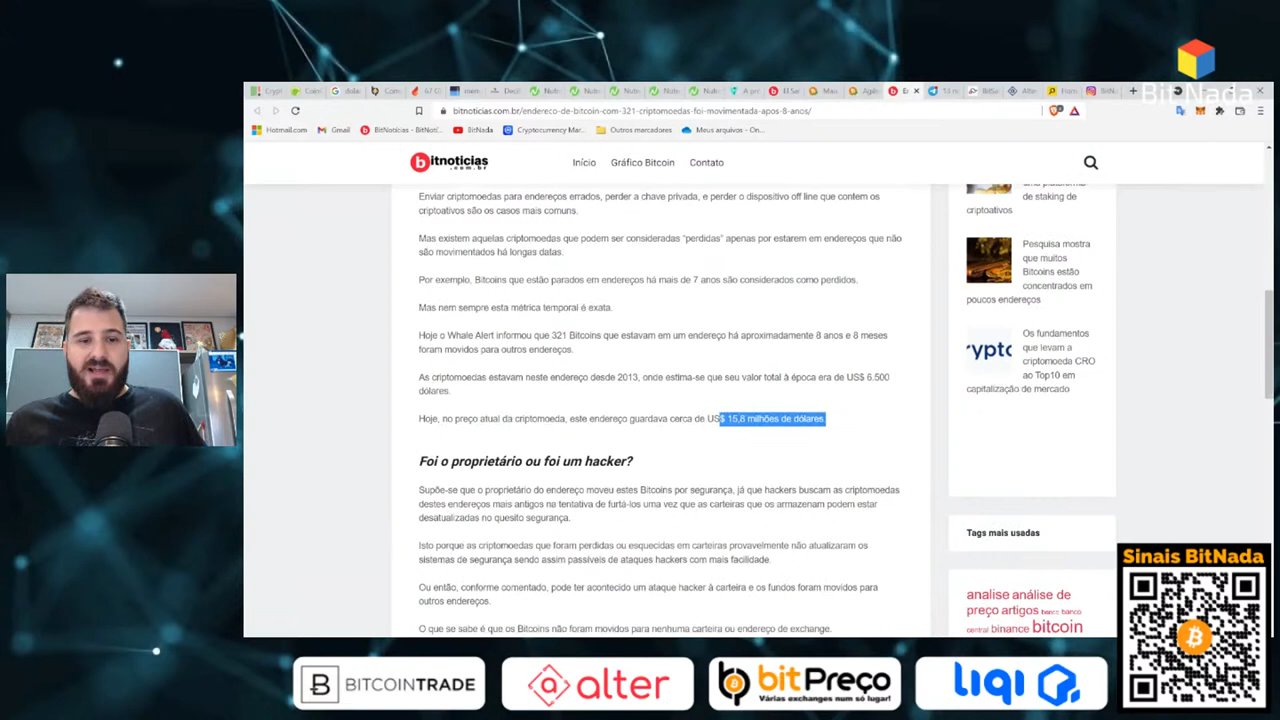 BitNada
bitnoticias.com.br/endereco-de-bitcoin-com-321-criptomoedas-foi-movimentada-apos-8-anos/
Hotmail.com
Gmail
BitNotícias - BitNotí...
BitNada
Cryptocurrency Mar...
Outros marcadores
Meus arquivos - On...
bitnoticias
.com.br
Início
Gráfico Bitcoin
Contato
Enviar criptomoedas para endereços errados, perder a chave privada, e perder o dispositivo off line que contem os
criptoativos são os casos mais comuns.
Mas existem aquelas criptomoedas que podem ser consideradas “perdidas” apenas por estarem em endereços que não
são movimentados há longas datas.
Por exemplo, Bitcoins que estão parados em endereços há mais de 7 anos são considerados como perdidos.
Mas nem sempre esta métrica temporal é exata.
Hoje o Whale Alert informou que 321 Bitcoins que estavam em um endereço há aproximadamente 8 anos e 8 meses
foram movidos para outros endereços.
As criptomoedas estavam neste endereço desde 2013, onde estima-se que seu valor total à época era de US$ 6.500
dólares.
Hoje, no preço atual da criptomoeda, este endereço guardava cerca de US$ 15,8 milhões de dólares.
Foi o proprietário ou foi um hacker?
Supõe-se que o proprietário do endereço moveu estes Bitcoins por segurança, já que hackers buscam as criptomoedas
destes endereços mais antigos na tentativa de furtá-los uma vez que as carteiras que os armazenam podem estar
desatualizadas no quesito segurança.
Isto porque as criptomoedas que foram perdidas ou esquecidas em carteiras provavelmente não atualizaram os
sistemas de segurança sendo assim passíveis de ataques hackers com mais facilidade.
Ou então, conforme comentado, pode ter acontecido um ataque hacker à carteira e os fundos foram movidos para
outros endereços.
O que se sabe é que os Bitcoins não foram movidos para nenhuma carteira ou endereço de exchange.
uma plataforma
de staking de
criptoativos
Pesquisa mostra
que muitos
Bitcoins estão
concentrados em
poucos endereços
rypto
Os fundamentos
que levam a
criptomoeda CRO
ao Top10 em
capitalização de mercado
Tags mais usadas
analise análise de
preço artigos banco banco
central binance bitcoin
Sinais BitNada
BITCOINTRADE
alter
bitPreço
Várias exchanges num só lugar!
liqi